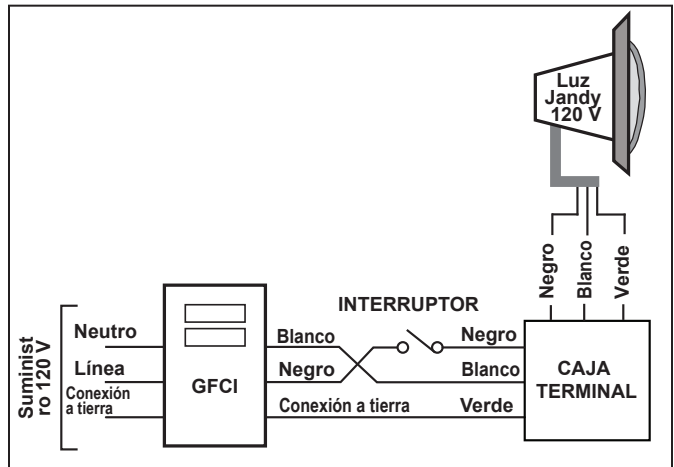 Luz
Jandy
120 V
Negro
Blanco
Verde
INTERRUPTOR
Suminist
ro 120 V
Neutro
Línea
Conexión
a tierra
GFCI
Blanco
Negro
Conexión a tierra
Negro
Blanco
Verde
CAJA
TERMINAL